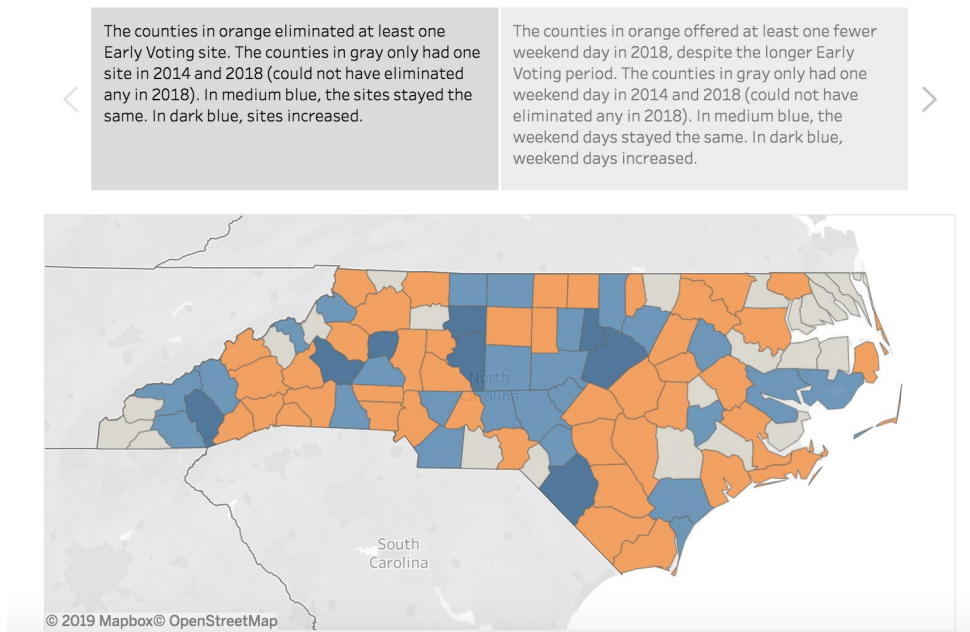 The counties in orange eliminated at least one
Early Voting site. The counties in gray only had one
site in 2014 and 2018 (could not have eliminated
any in 2018). In medium blue, the sites stayed the
same. In dark blue, sites increased.
The counties in orange offered at least one fewer
weekend day in 2018, despite the longer Early
Voting period. The counties in gray only had one
weekend day in 2014 and 2018 (could not have
eliminated any in 2018). In medium blue, the
weekend days stayed the same. In dark blue,
weekend days increased.
North
Carolina
South
Carolina
© 2019 Mapbox© OpenStreetMap